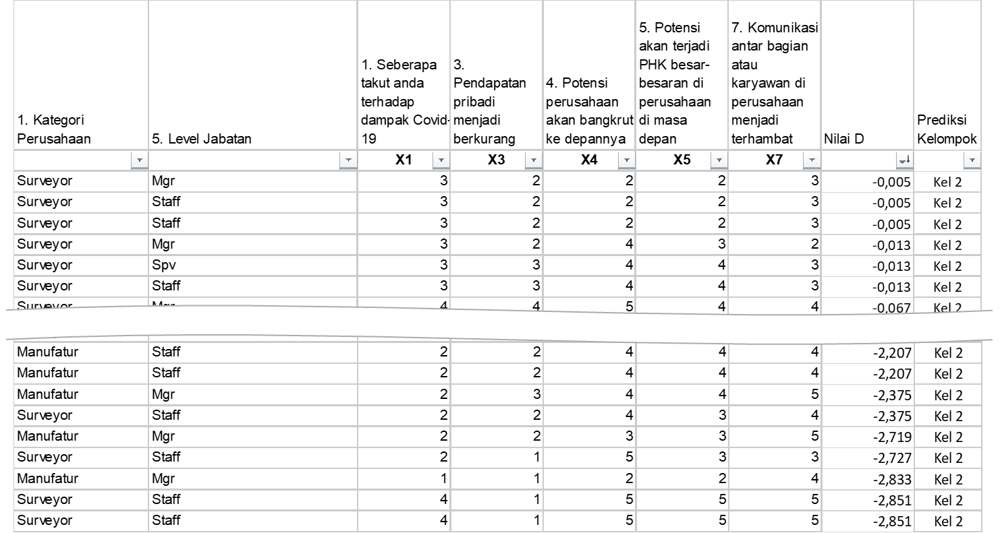 1. Kategori Perusahaan | 5. Level Jabatan | 1. Seberapa takut anda terhadap dampak Covid-19 | 3. Pendapatan pribadi menjadi berkurang | 4. Potensi perusahaan akan bangkrut ke depannya | 5. Potensi akan terjadi PHK besar-besaran di perusahaan di masa depan | 7. Komunikasi antar bagian atau karyawan di perusahaan menjadi terhambat | Nilai D | Prediksi Kelompok
X1 X3 X4 X5 X7
Surveyor Mgr 3 2 2 2 3 -0,005 Kel 2
Surveyor Staff 3 2 2 2 3 -0,005 Kel 2
Surveyor Staff 3 2 2 2 3 -0,005 Kel 2
Surveyor Mgr 3 2 4 3 2 -0,013 Kel 2
Surveyor Spv 3 3 4 4 3 -0,013 Kel 2
Surveyor Staff 3 3 4 4 3 -0,013 Kel 2
Surveyor Mgr 4 4 5 4 4 -0,067 Kel 2
Manufatur Staff 2 2 4 4 4 -2,207 Kel 2
Manufatur Staff 2 2 4 4 4 -2,207 Kel 2
Manufatur Mgr 2 3 4 4 5 -2,375 Kel 2
Surveyor Staff 2 2 4 3 4 -2,375 Kel 2
Manufatur Mgr 2 2 3 3 5 -2,719 Kel 2
Surveyor Staff 2 1 5 3 3 -2,727 Kel 2
Manufatur Mgr 1 1 2 2 4 -2,833 Kel 2
Surveyor Staff 4 1 5 5 5 -2,851 Kel 2
Surveyor Staff 4 1 5 5 5 -2,851 Kel 2